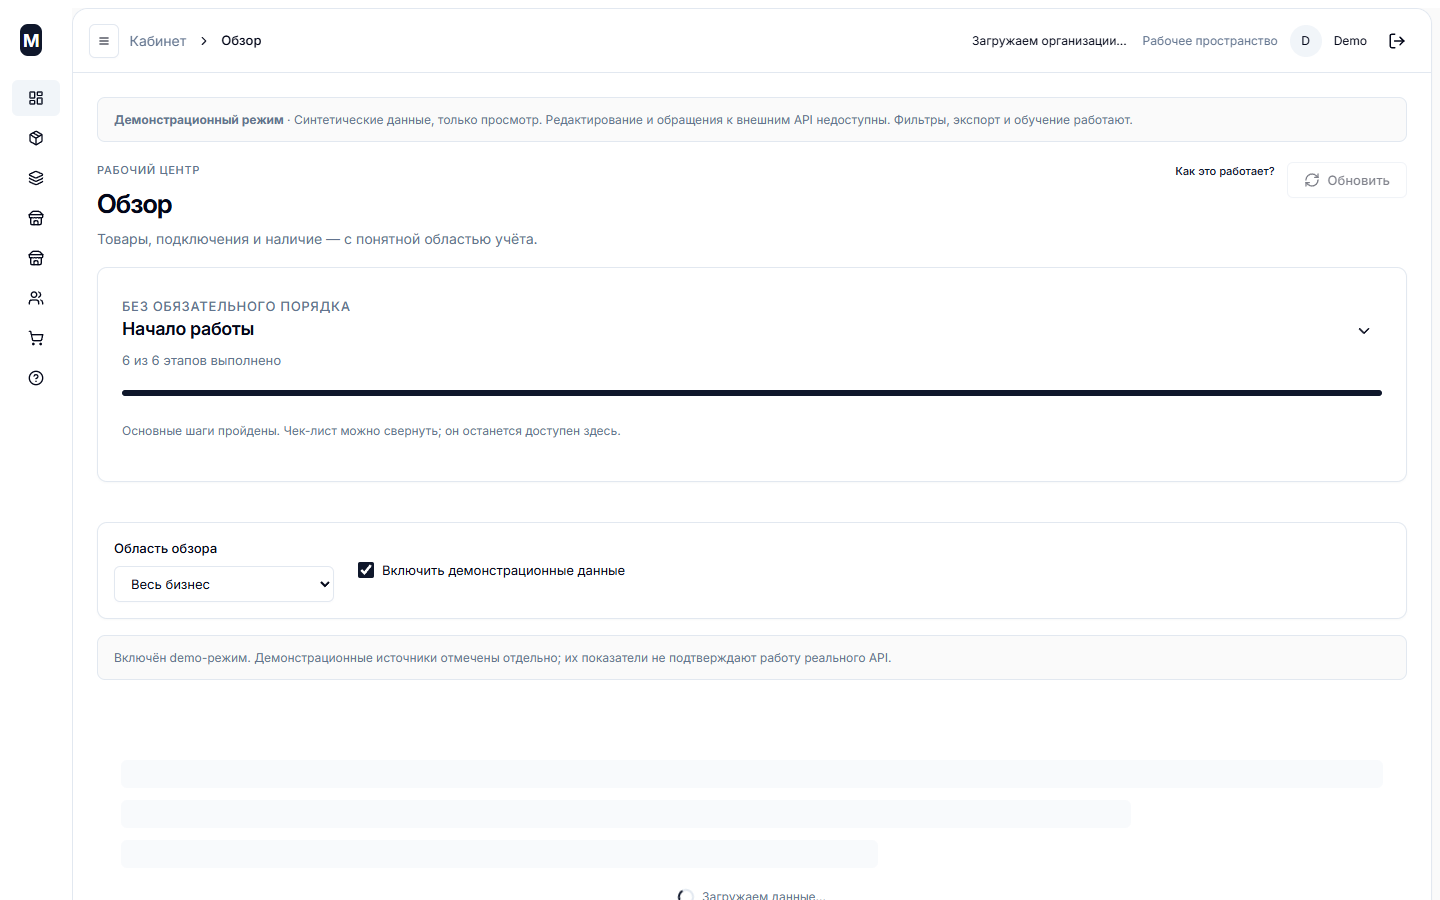 M
Кабинет
Обзор
Загружаем организации...
Рабочее пространство
D
Demo
Демонстрационный режим · Синтетические данные, только просмотр. Редактирование и обращения к внешним API недоступны. Фильтры, экспорт и обучение работают.
РАБОЧИЙ ЦЕНТР
Как это работает?
Обновить
Обзор
Товары, подключения и наличие — с понятной областью учёта.
БЕЗ ОБЯЗАТЕЛЬНОГО ПОРЯДКА
Начало работы
6 из 6 этапов выполнено
Основные шаги пройдены. Чек-лист можно свернуть; он останется доступен здесь.
Область обзора
Весь бизнес
Включить демонстрационные данные
Включён demo-режим. Демонстрационные источники отмечены отдельно; их показатели не подтверждают работу реального API.
Загружаем данные...